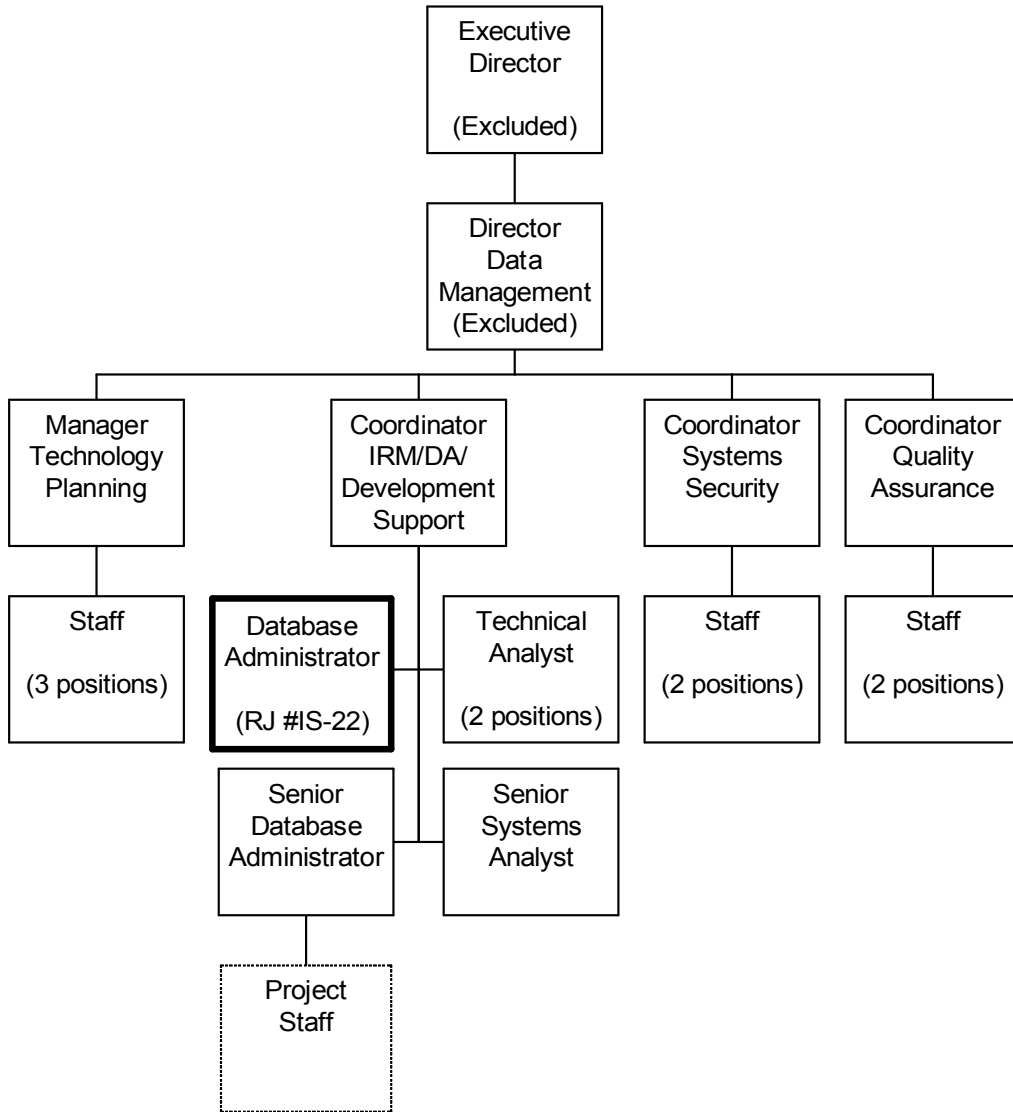 Executive
Director
(Excluded)
Director
Data
Management
(Excluded)
Manager
Technology
Planning
Coordinator
IRM/DA/
Development
Support
Coordinator
Systems
Security
Coordinator
Quality
Assurance
Staff
(3 positions)
Database
Administrator
(RJ #IS-22)
Technical
Analyst
(2 positions)
Staff
(2 positions)
Staff
(2 positions)
Senior
Database
Administrator
Senior
Systems
Analyst
Project
Staff